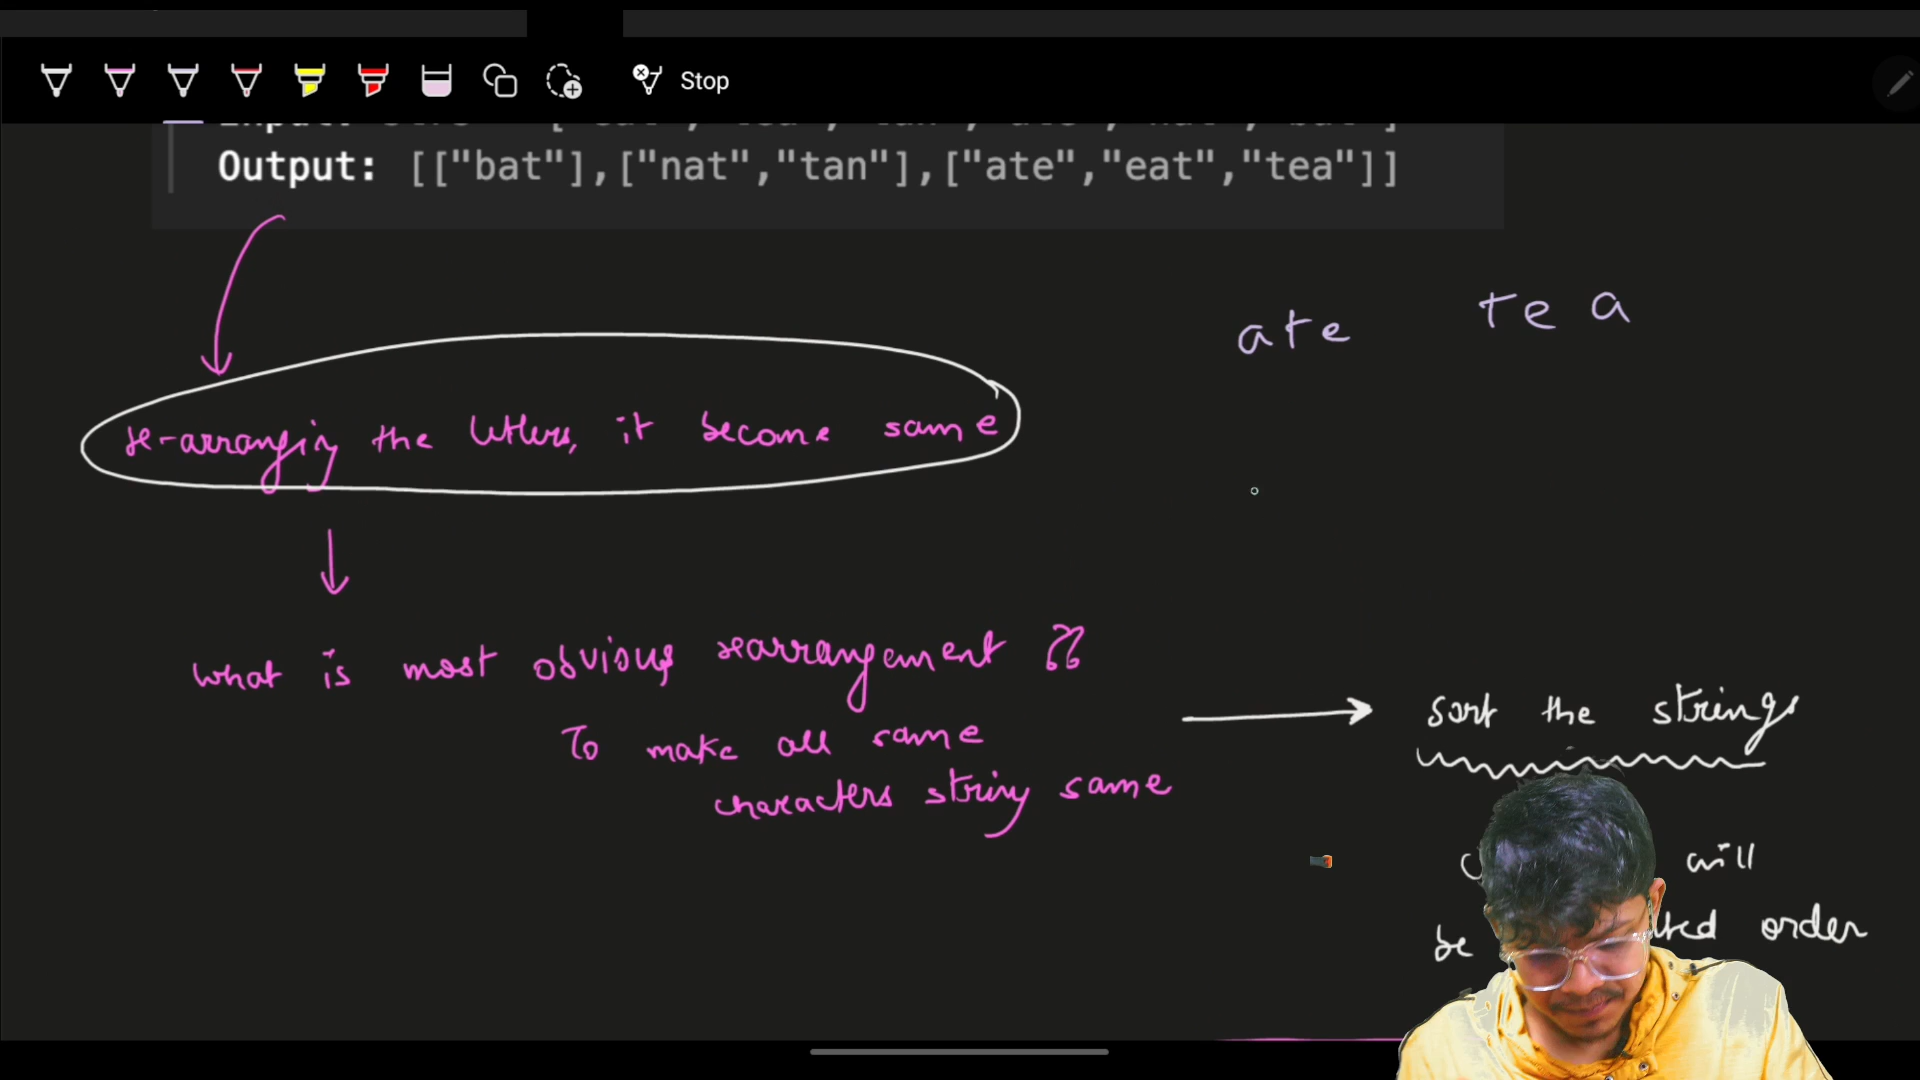 Stop
Output: [["bat"],["nat","tan"],["ate","eat","tea"]]
ate tea
re-arranging the letters, it become same
what is most obvious rearrangement ??
To make all same
characters string same
sort the strings
will
be order